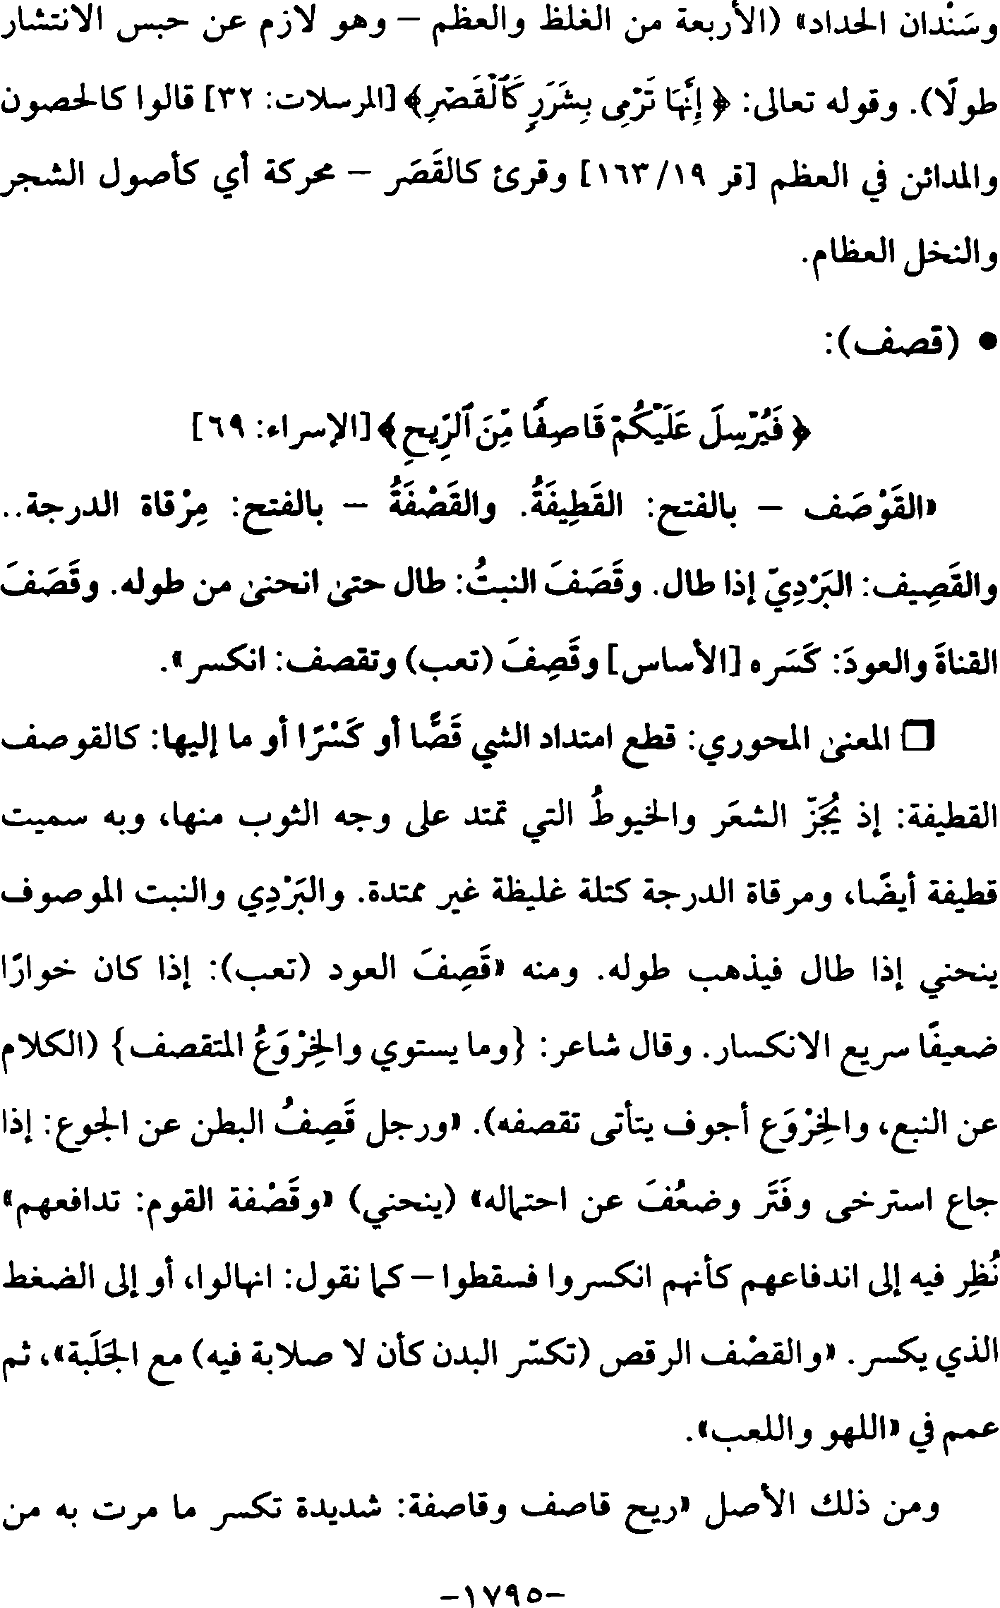 وسَنْدان الحداد» (الأربعة من الغلظ والعظم – وهو لازم عن حبس الانتشار
طولًا). وقوله تعالى: ﴿ إِنَّهَا تَرْمِى بِشَرَرٍ كَٱلْقَصْرِ﴾ [المرسلات: ٣٢] قالوا كالحصون
والمدائن في العظم [قر ١٩/١٦٣] وقرئ كالقَصَر – محركة أي كأصول الشجر
والنخل العظام.
• (قصف):
﴿ فَيُرْسِلَ عَلَيْكُمْ قَاصِفًا مِّنَ ٱلرِّيحِ﴾ [الإسراء: ٦٩]
«القَوْصَف – بالفتح: القَطِيفَةُ. والقَصْفَةُ – بالفتح: مِرْقاة الدرجة..
والقَصِيف: البَرْدِيّ إذا طال. وقَصَفَ النبتُ: طال حتىٰ انحنىٰ من طوله. وقَصَفَ
القناةَ والعودَ: كَسَره [الأساس] وقَصِفَ (تعب) وتقصف: انكسر».
❒ المعنىٰ المحوري: قطع امتداد الشي قَصًّا أو كَسْرًا أو ما إليها: كالقوصف
القطيفة: إذ يُجَزّ الشعَر والخيوطُ التي تمتد على وجه الثوب منها، وبه سميت
قطيفة أيضًا، ومرقاة الدرجة كتلة غليظة غير ممتدة. والبَرْدِي والنبت الموصوف
ينحني إذا طال فيذهب طوله. ومنه «قَصِفَ العود (تعب): إذا كان خوارًا
ضعيفًا سريع الانكسار. وقال شاعر: {وما يستوي والخِرْوَعُ المتقصف} (الكلام
عن النبع، والخِرْوَع أجوف يتأتى تقصفه). «ورجل قَصِفُ البطن عن الجوع: إذا
جاع استرخى وفَتَّر وضعُفَ عن احتماله» (ينحني) «وقَصْفة القوم: تدافعهم»
نُظِر فيه إلى اندفاعهم كأنهم انكسروا فسقطوا – كما نقول: انهالوا، أو إلى الضغط
الذي يكسر. «والقصْف الرقص (تكسّر البدن كأن لا صلابة فيه) مع الجَلَبة»، ثم
عمم في «اللهو واللعب».
ومن ذلك الأصل «ريح قاصف وقاصفة: شديدة تكسر ما مرت به من
-١٧٩٥-